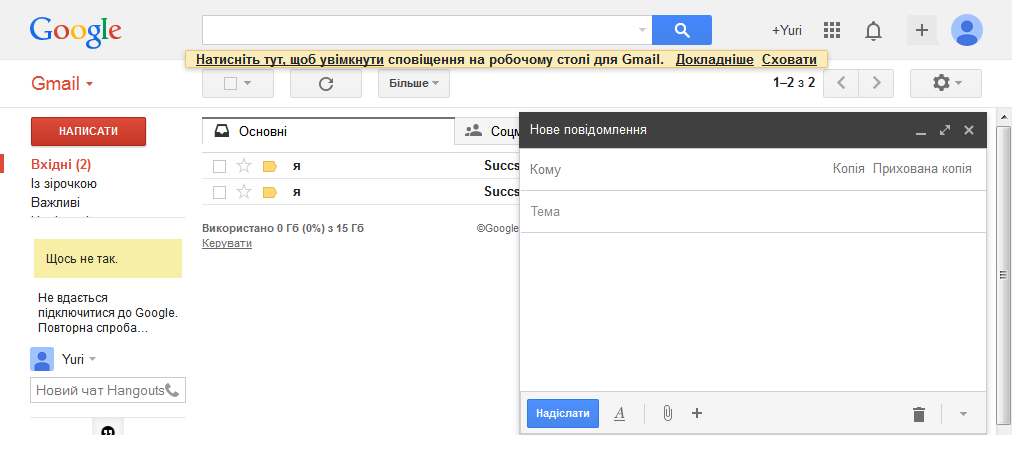 Google
+Yuri
Натисніть тут, щоб увімкнути сповіщення на робочому столі для Gmail. Докладніше Сховати
Gmail
Більше
1–2 з 2
НАПИСАТИ
Вхідні (2)
Із зірочкою
Важливі
Основні
Соцм
я Succs
я Succs
Використано 0 Гб (0%) з 15 Гб
Керувати
©Google
Щось не так.
Не вдається
підключитися до Google.
Повторна спроба…
Yuri
Новий чат Hangouts
Нове повідомлення
Кому Копія Прихована копія
Тема
Надіслати